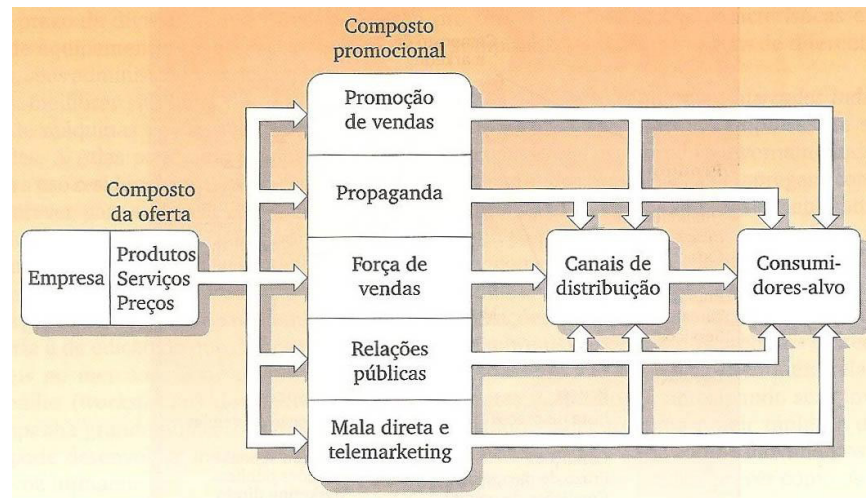 Composto
promocional
Promoção
de vendas
Propaganda
Composto
da oferta
Empresa
Produtos
Serviços
Preços
Força de
vendas
Canais de
distribuição
Consumi-
dores-alvo
Relações
públicas
Mala direta e
telemarketing